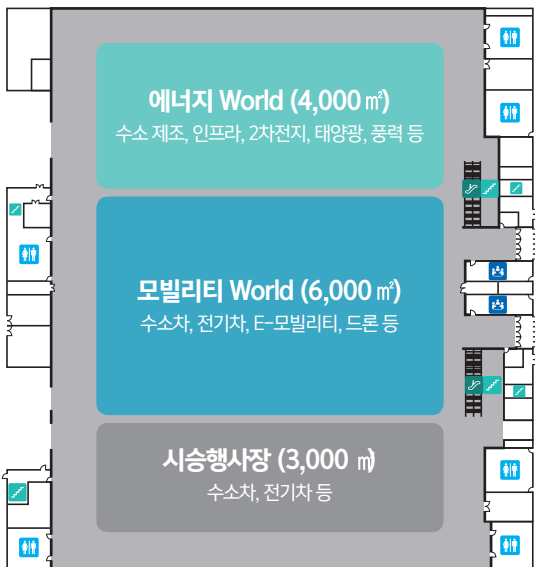 에너지 World (4,000 ㎡)
수소 제조, 인프라, 2차전지, 태양광, 풍력 등
모빌리티 World (6,000 ㎡)
수소차, 전기차, E-모빌리티, 드론 등
시승행사장 (3,000 ㎡)
수소차, 전기차 등